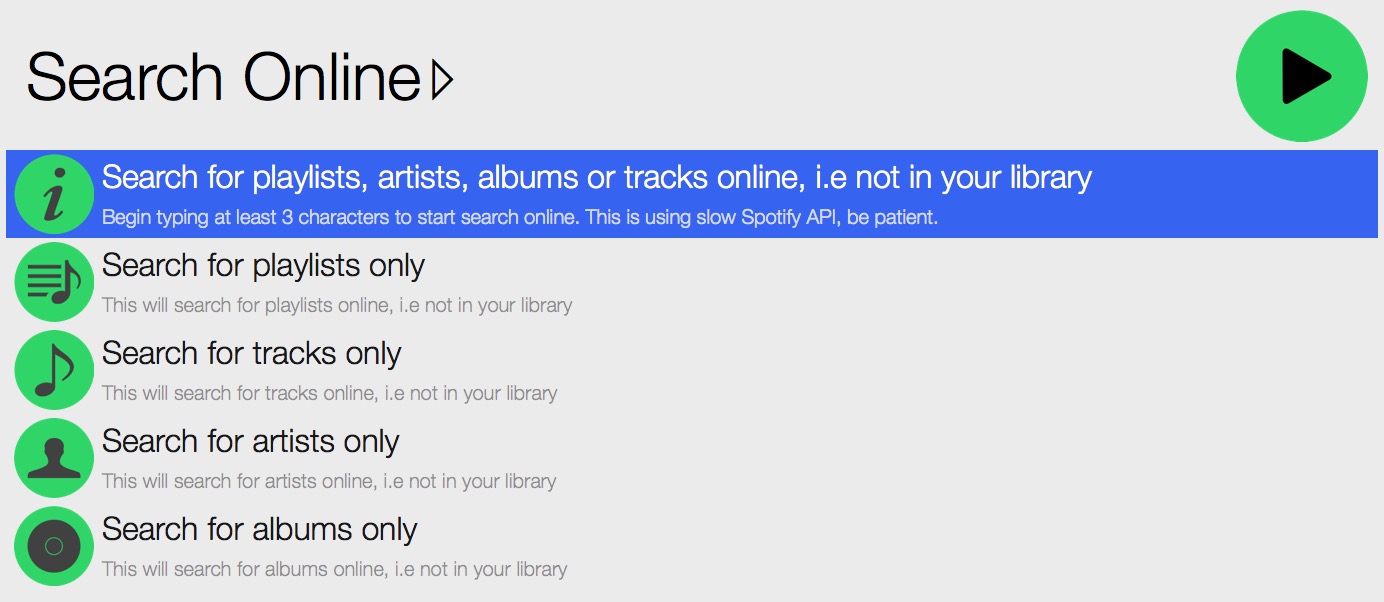 Search Online▹
Search for playlists, artists, albums or tracks online, i.e not in your library
Begin typing at least 3 characters to start search online. This is using slow Spotify API, be patient.
Search for playlists only
This will search for playlists online, i.e not in your library
Search for tracks only
This will search for tracks online, i.e not in your library
Search for artists only
This will search for artists online, i.e not in your library
Search for albums only
This will search for albums online, i.e not in your library